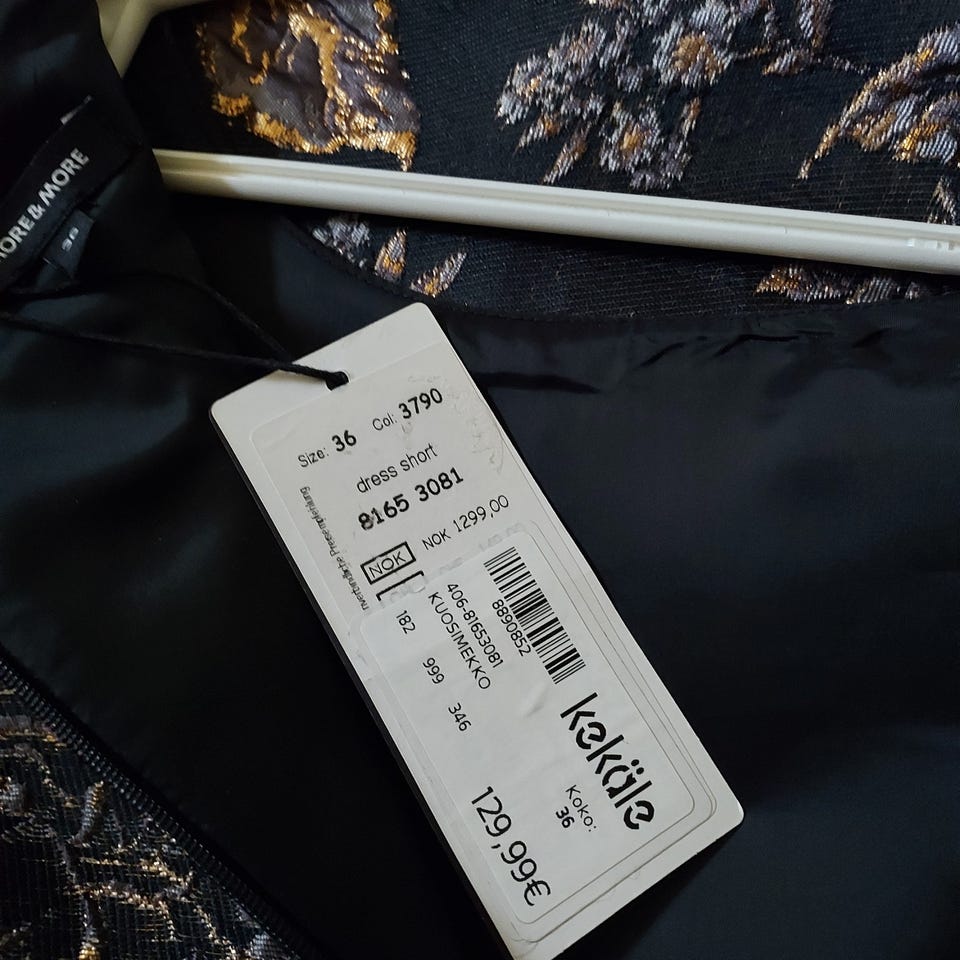 ORE & MORE
36
Size: 36 Col: 3790
dress short
8165 3081
NOK NOK 1299,00
8890852
406-81653081
KUOSIMEKKO
182 999 346
kekäle
Koko:
36
129,99€